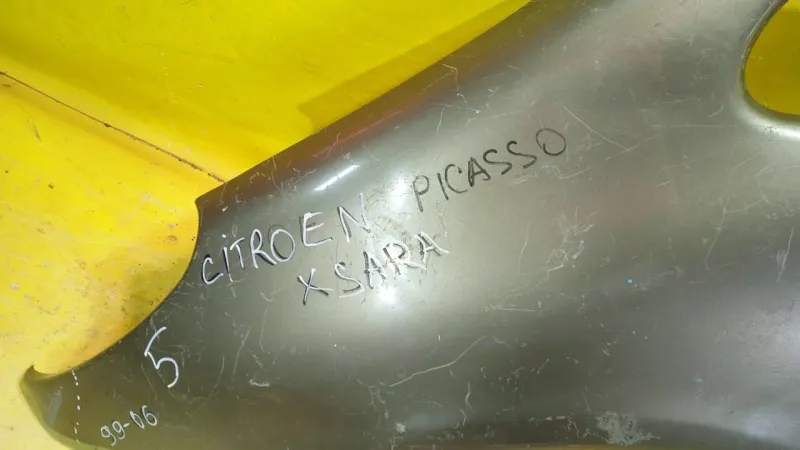 CITROEN PICASSO
XSARA
5
99-06